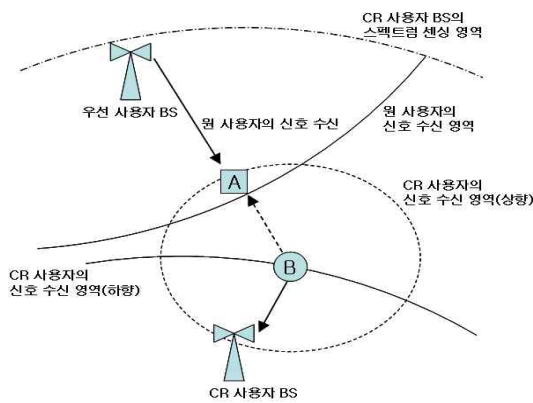 CR 사용자 BS의
스펙트럼 센싱 영역
우선 사용자 BS
원 사용자의 신호 수신
원 사용자의
신호 수신 영역
A
CR 사용자의
신호 수신 영역(상향)
B
CR 사용자의
신호 수신 영역(하향)
CR 사용자 BS